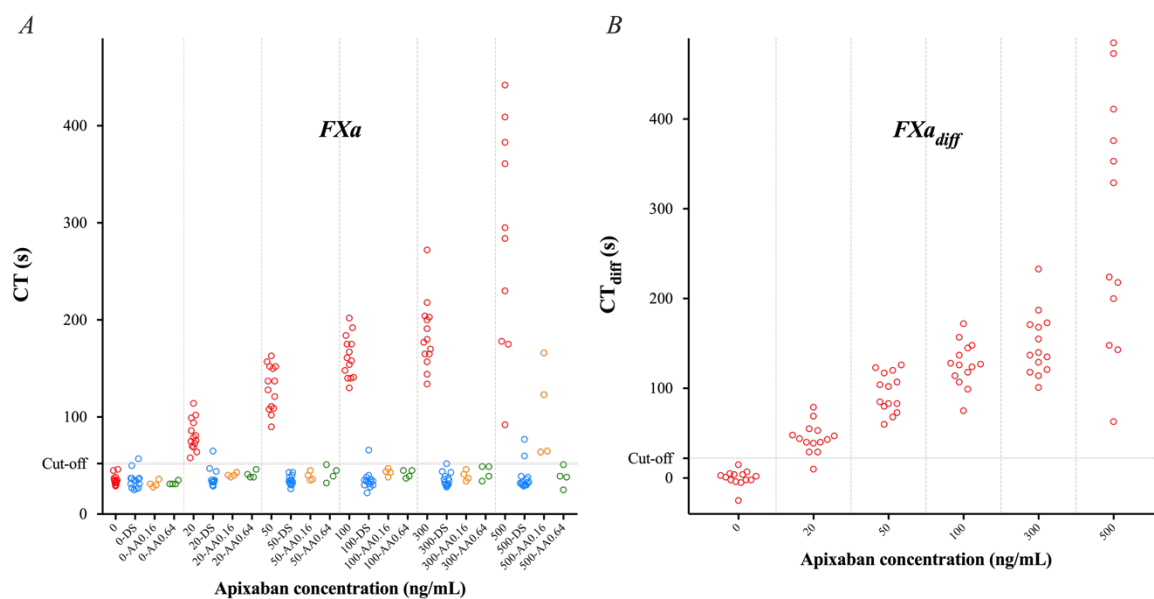 A
B
FXa
FXa diff
CT (s)
400
300
200
100
Cut-off
0
0
0-DS
0-AA0.16
0-AA0.64
20
20-DS
20-AA0.16
20-AA0.64
50
50-DS
50-AA0.16
50-AA0.64
100
100-DS
100-AA0.16
100-AA0.64
300
300-DS
300-AA0.16
300-AA0.64
500
500-DS
500-AA0.16
500-AA0.64
Apixaban concentration (ng/mL)
CTdiff (s)
400
300
200
100
Cut-off
0
0
20
50
100
300
500
Apixaban concentration (ng/mL)